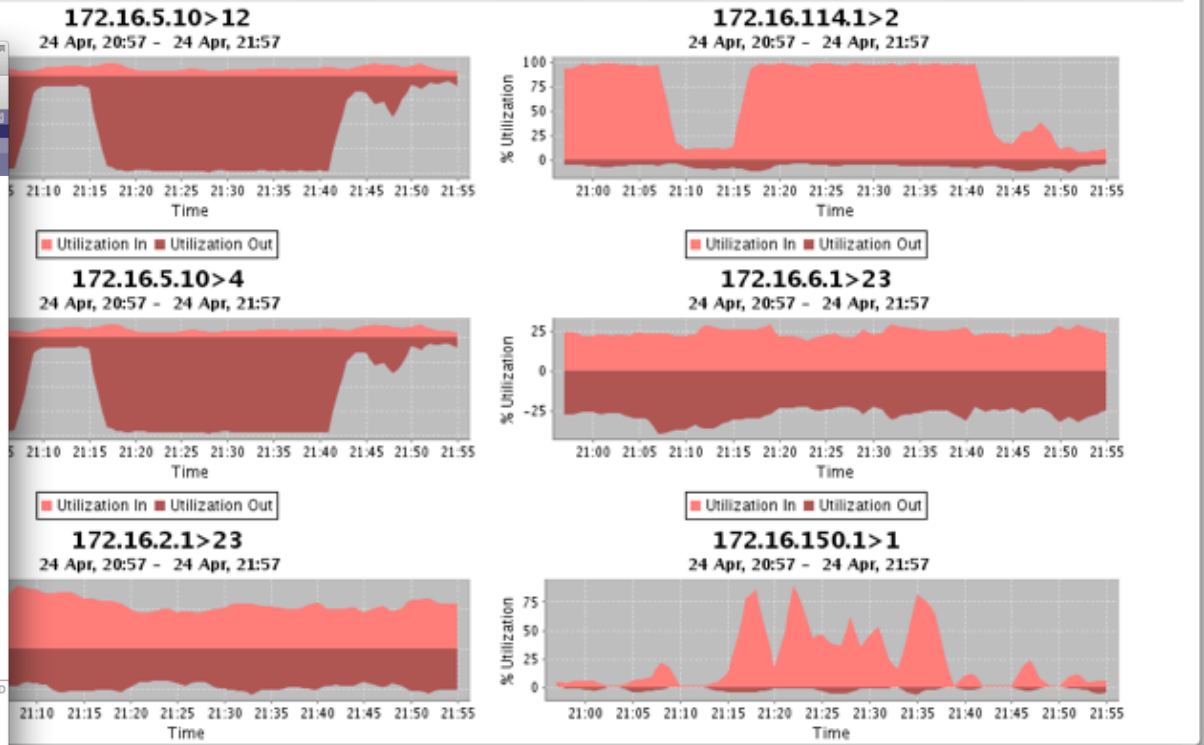 172.16.5.10>12
24 Apr, 20:57 - 24 Apr, 21:57
21:10 21:15 21:20 21:25 21:30 21:35 21:40 21:45 21:50 21:55
Time
Utilization In Utilization Out
172.16.114.1>2
24 Apr, 20:57 - 24 Apr, 21:57
% Utilization
100
75
50
25
0
21:00 21:05 21:10 21:15 21:20 21:25 21:30 21:35 21:40 21:45 21:50 21:55
Time
Utilization In Utilization Out
172.16.5.10>4
24 Apr, 20:57 - 24 Apr, 21:57
21:10 21:15 21:20 21:25 21:30 21:35 21:40 21:45 21:50 21:55
Time
Utilization In Utilization Out
172.16.6.1>23
24 Apr, 20:57 - 24 Apr, 21:57
% Utilization
25
0
-25
21:00 21:05 21:10 21:15 21:20 21:25 21:30 21:35 21:40 21:45 21:50 21:55
Time
Utilization In Utilization Out
172.16.2.1>23
24 Apr, 20:57 - 24 Apr, 21:57
21:10 21:15 21:20 21:25 21:30 21:35 21:40 21:45 21:50 21:55
Time
172.16.150.1>1
24 Apr, 20:57 - 24 Apr, 21:57
% Utilization
75
50
25
0
21:00 21:05 21:10 21:15 21:20 21:25 21:30 21:35 21:40 21:45 21:50 21:55
Time